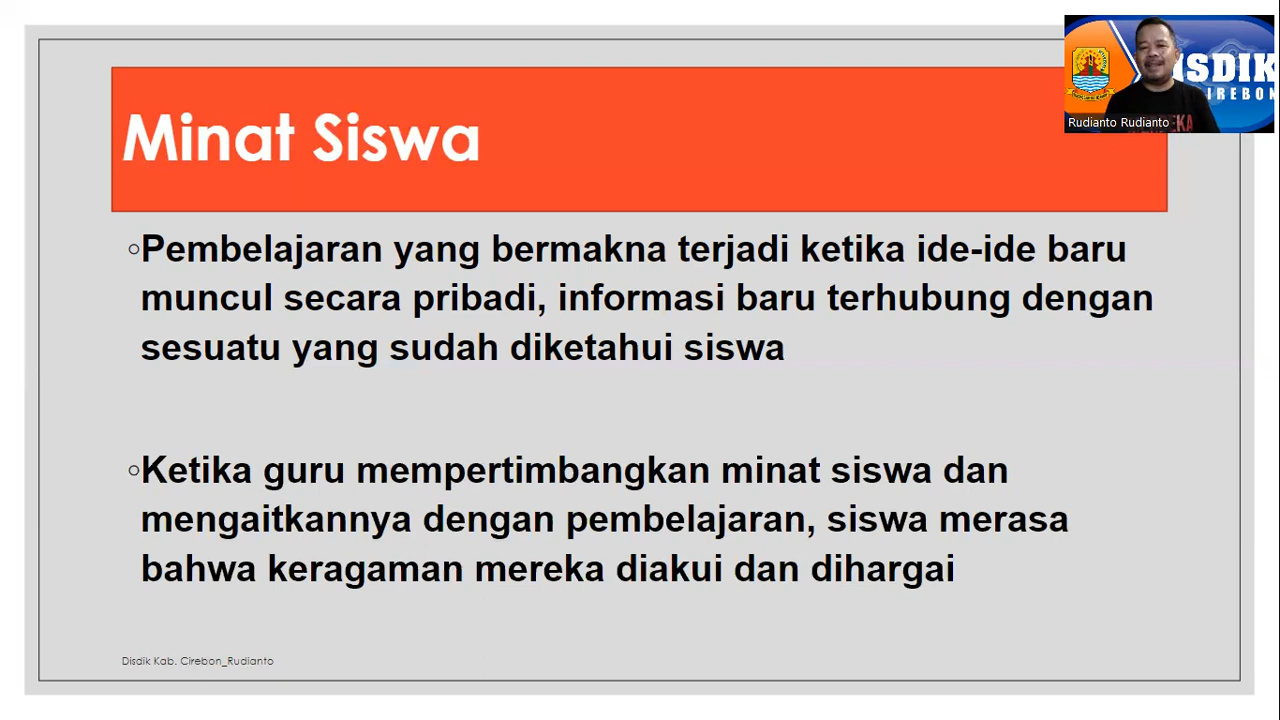 Minat Siswa
Pembelajaran yang bermakna terjadi ketika ide-ide baru
muncul secara pribadi, informasi baru terhubung dengan
sesuatu yang sudah diketahui siswa
Ketika guru mempertimbangkan minat siswa dan
mengaitkannya dengan pembelajaran, siswa merasa
bahwa keragaman mereka diakui dan dihargai
Disdik Kab. Cirebon_Rudianto
ISDIK
IREBON
Rudianto Rudianto